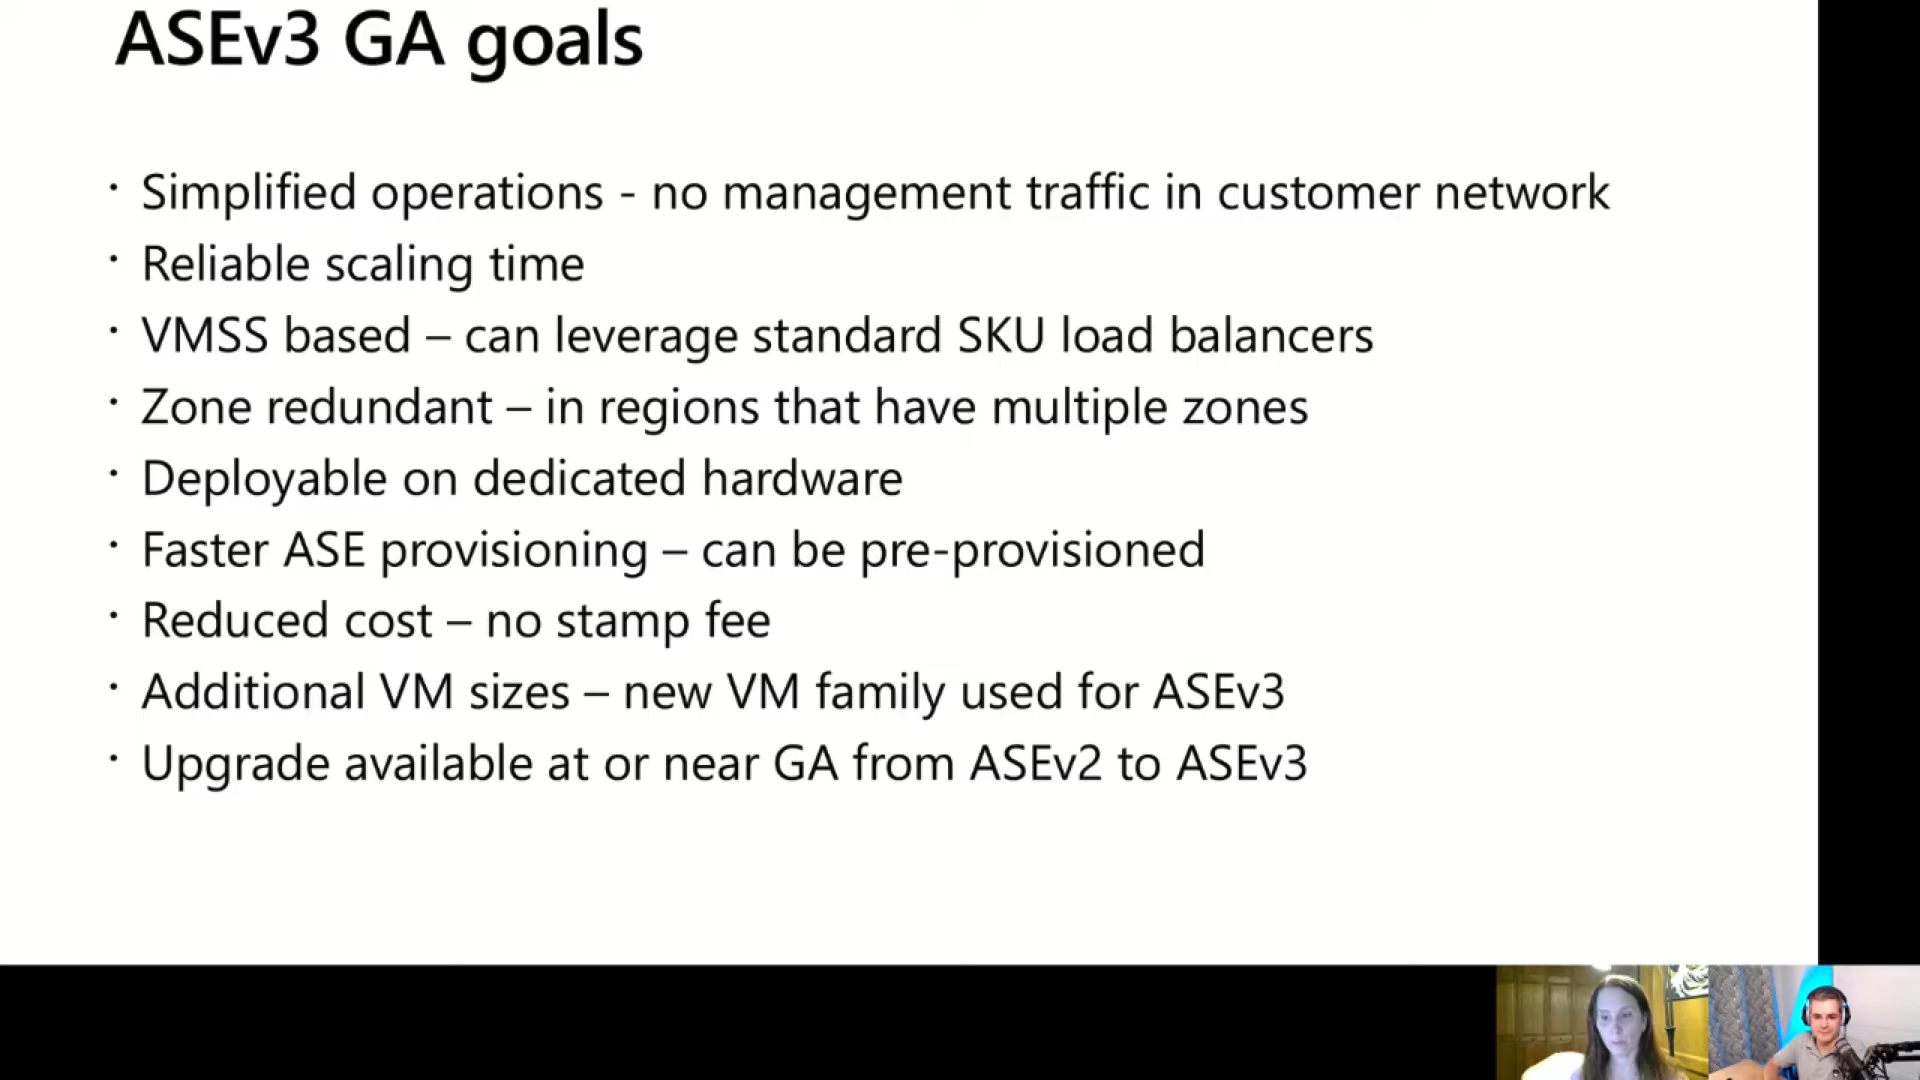 ASEv3 GA goals
· Simplified operations - no management traffic in customer network
· Reliable scaling time
· VMSS based – can leverage standard SKU load balancers
· Zone redundant – in regions that have multiple zones
· Deployable on dedicated hardware
· Faster ASE provisioning – can be pre-provisioned
· Reduced cost – no stamp fee
· Additional VM sizes – new VM family used for ASEv3
· Upgrade available at or near GA from ASEv2 to ASEv3